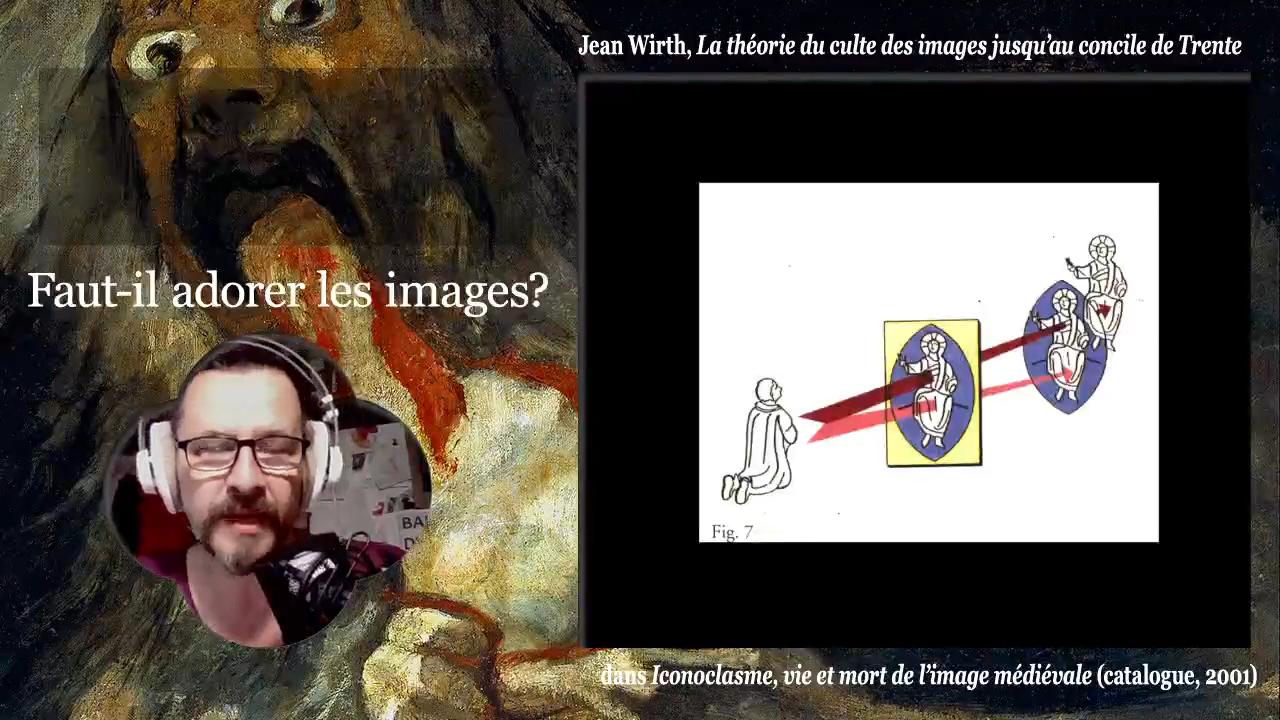 Jean Wirth, La théorie du culte des images jusqu'au concile de Trente
Faut-il adorer les images?
Fig. 7
dans Iconoclasme, vie et mort de l'image médiévale (catalogue, 2001)